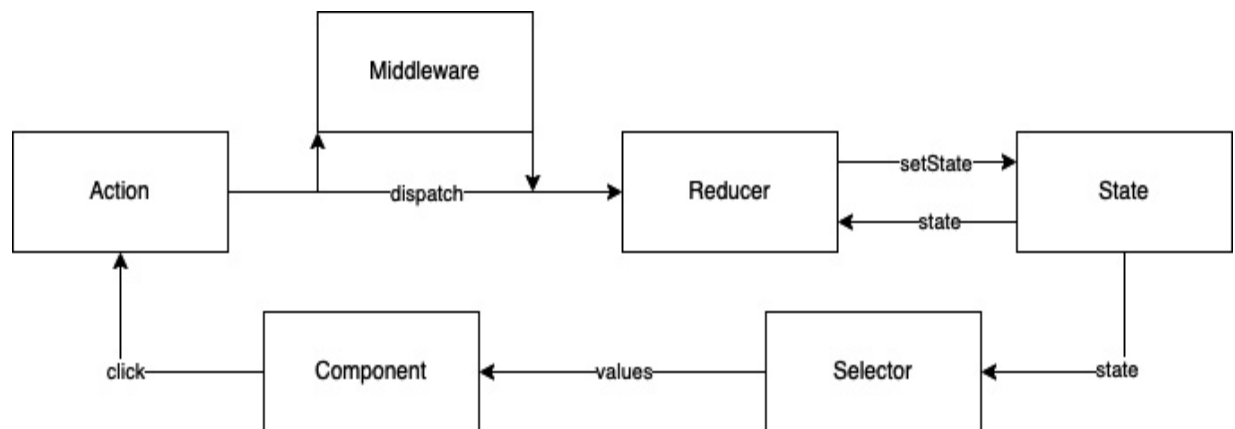 Middleware
Action
dispatch
Reducer
setState
state
State
click
Component
values
Selector
state